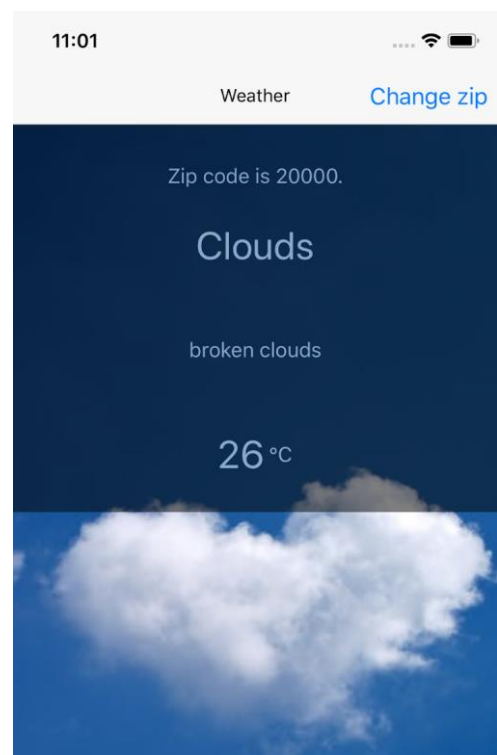 11:01
Weather Change zip
Zip code is 20000.
Clouds
broken clouds
26 °C